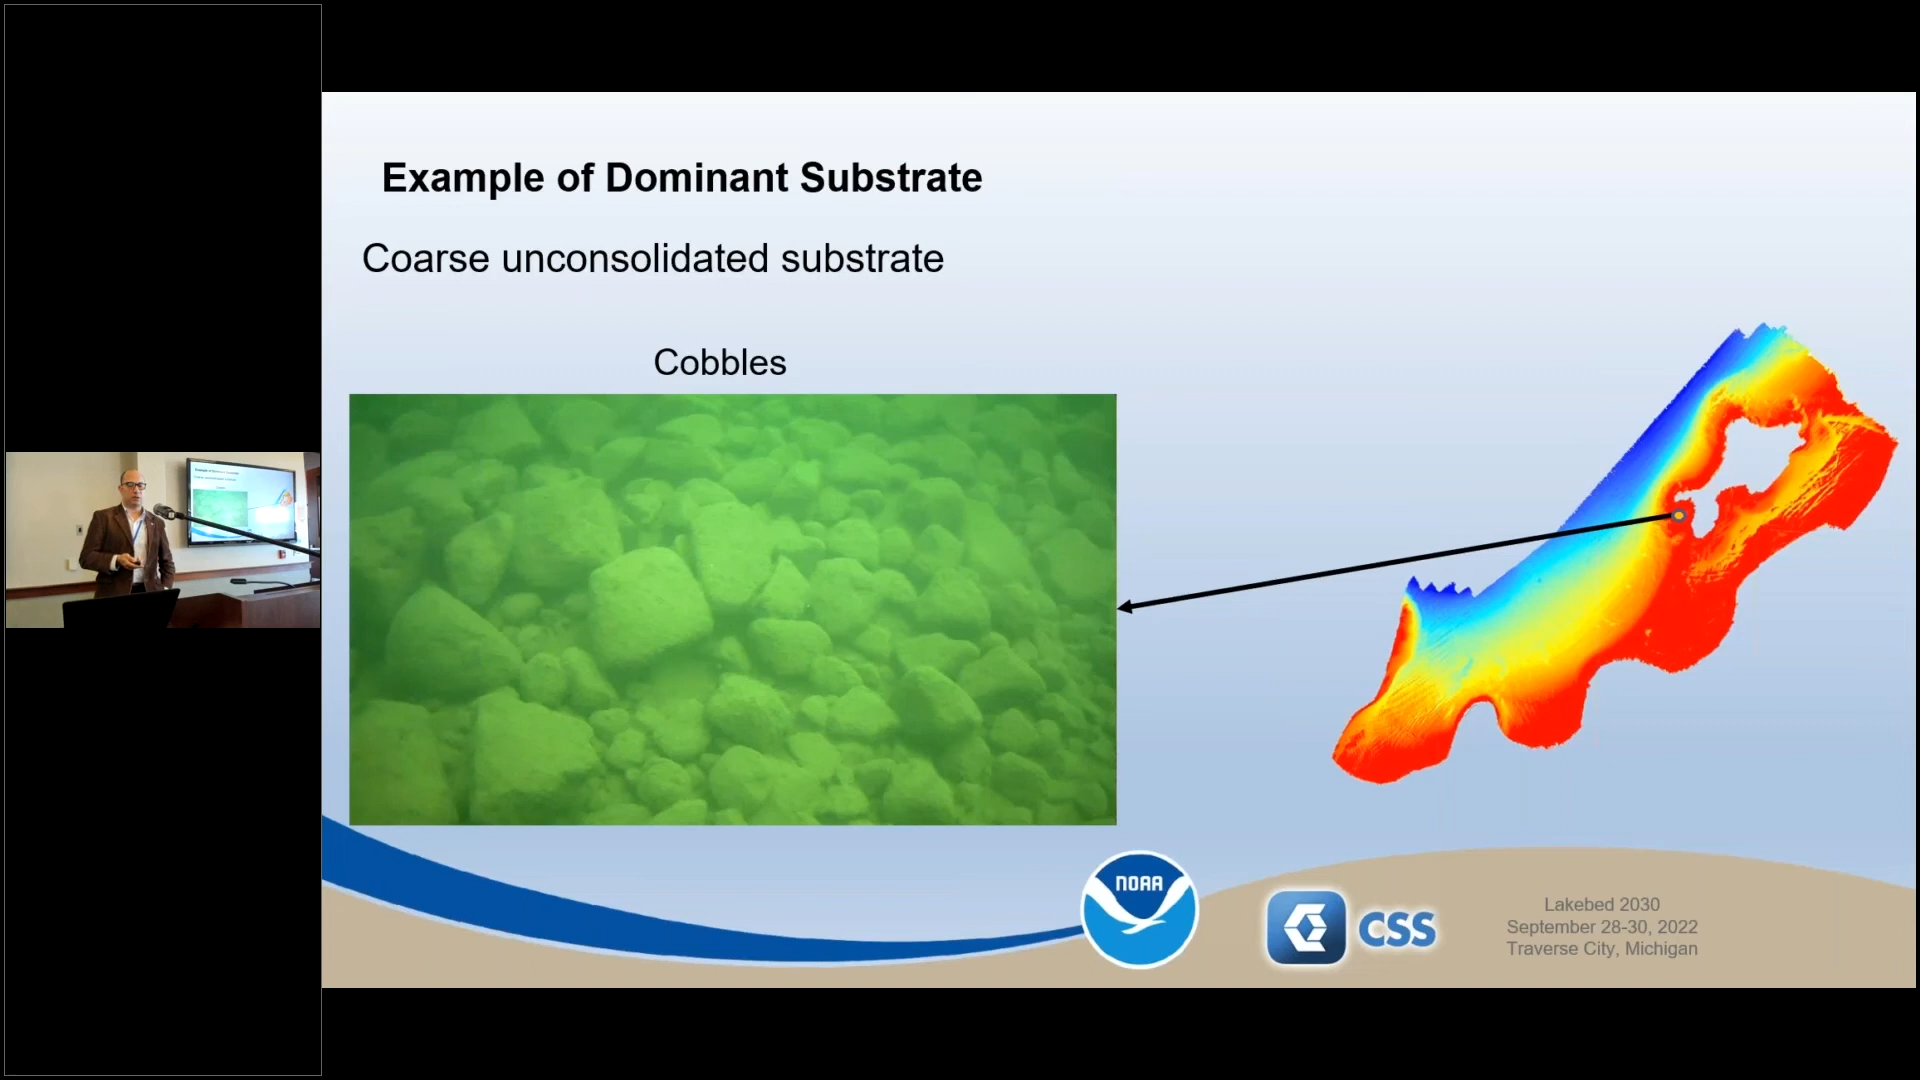 Example of Dominant Substrate
Coarse unconsolidated substrate
Cobbles
NOAA
CSS
Lakebed 2030
September 28-30, 2022
Traverse City, Michigan